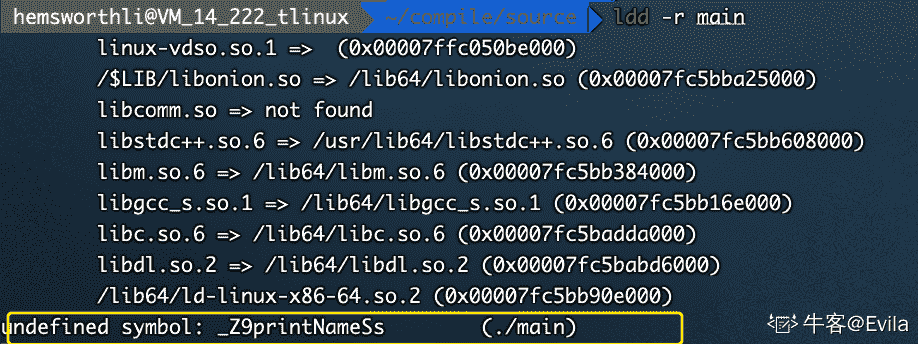 hemsworthli@VM_14_222_tlinux ~/compile/source ldd -r main
linux-vdso.so.1 => (0x00007ffc050be000)
/$LIB/libonion.so => /lib64/libonion.so (0x00007fc5bba25000)
libcomm.so => not found
libstdc++.so.6 => /usr/lib64/libstdc++.so.6 (0x00007fc5bb608000)
libm.so.6 => /lib64/libm.so.6 (0x00007fc5bb384000)
libgcc_s.so.1 => /lib64/libgcc_s.so.1 (0x00007fc5bb16e000)
libc.so.6 => /lib64/libc.so.6 (0x00007fc5badda000)
libdl.so.2 => /lib64/libdl.so.2 (0x00007fc5babd6000)
/lib64/ld-linux-x86-64.so.2 (0x00007fc5bb90e000)
undefined symbol: _Z9printNameSs (./main)
牛客@Evila